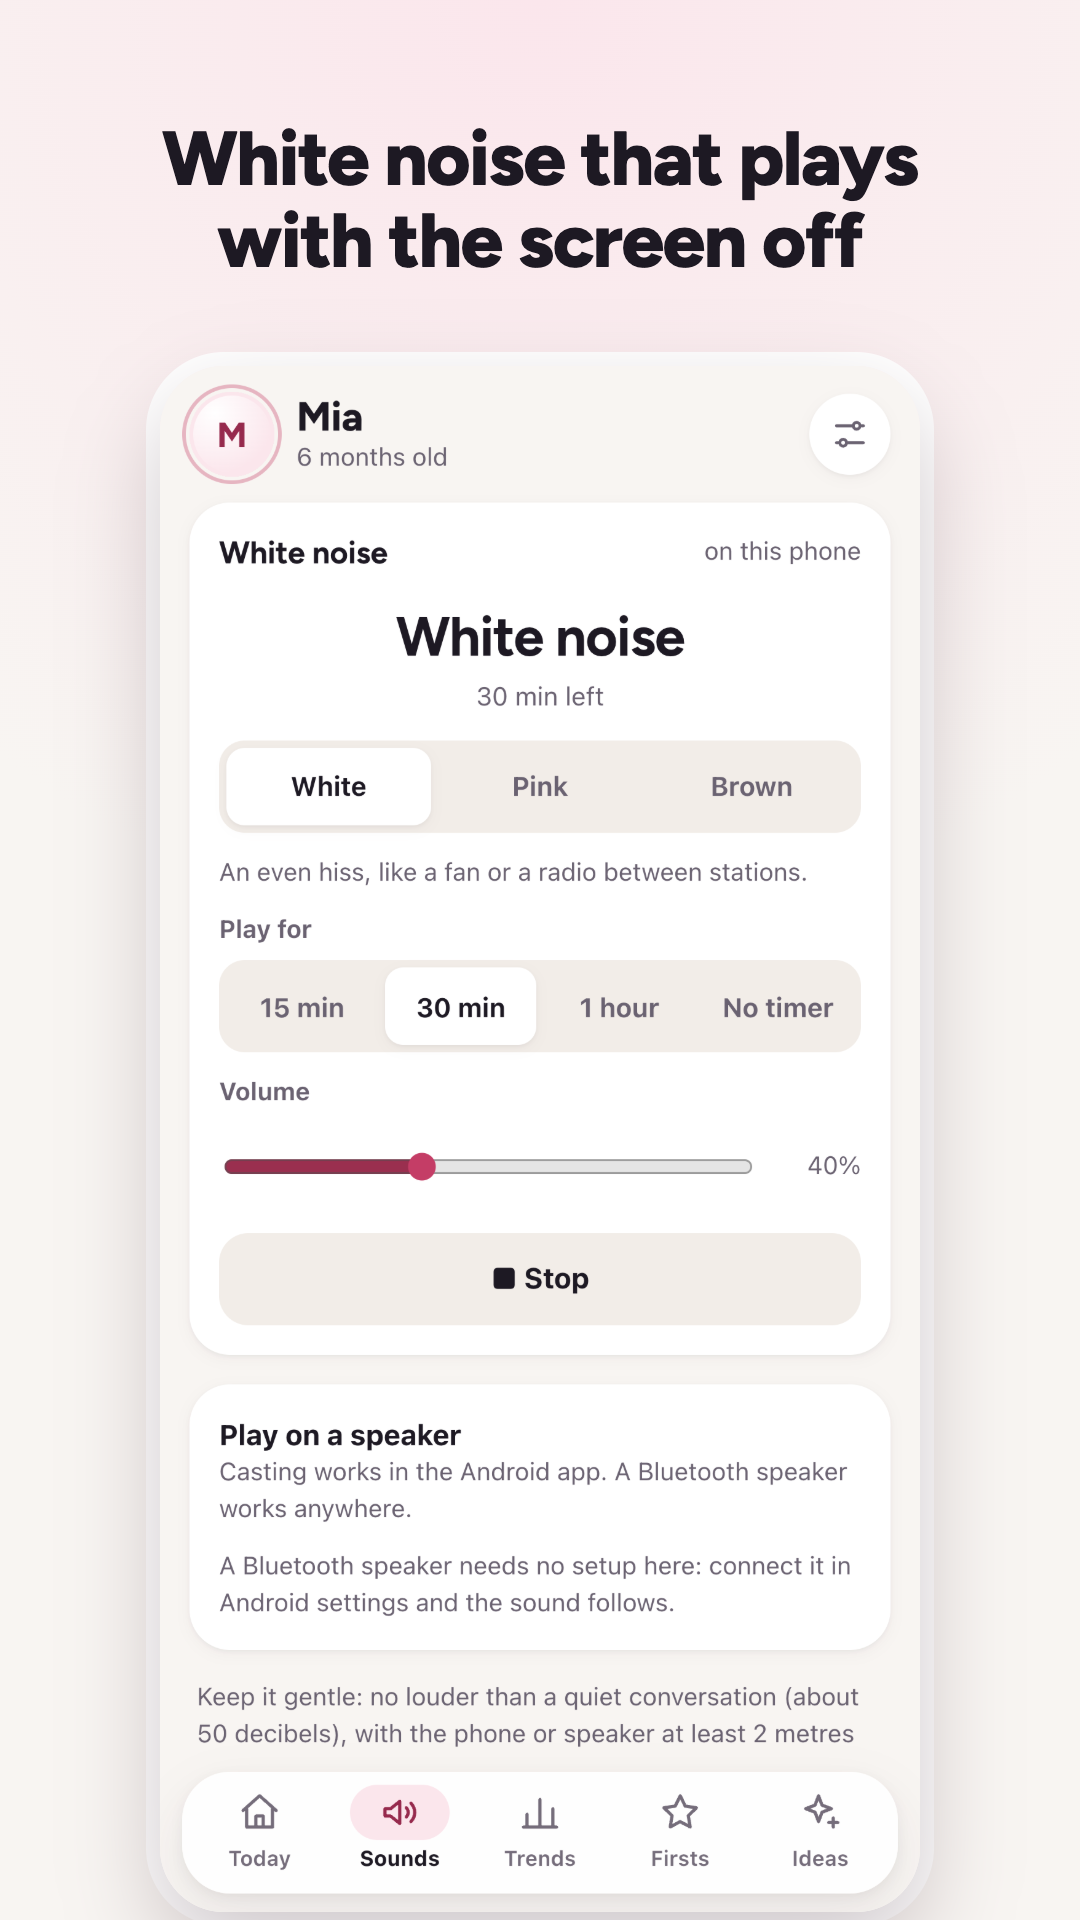 White noise that plays
with the screen off
M
Mia
6 months old
White noise
on this phone
White noise
30 min left
White
Pink
Brown
An even hiss, like a fan or a radio between stations.
Play for
15 min
30 min
1 hour
No timer
Volume
40%
Stop
Play on a speaker
Casting works in the Android app. A Bluetooth speaker
works anywhere.
A Bluetooth speaker needs no setup here: connect it in
Android settings and the sound follows.
Keep it gentle: no louder than a quiet conversation (about
50 decibels), with the phone or speaker at least 2 metres
Today
Sounds
Trends
Firsts
Ideas